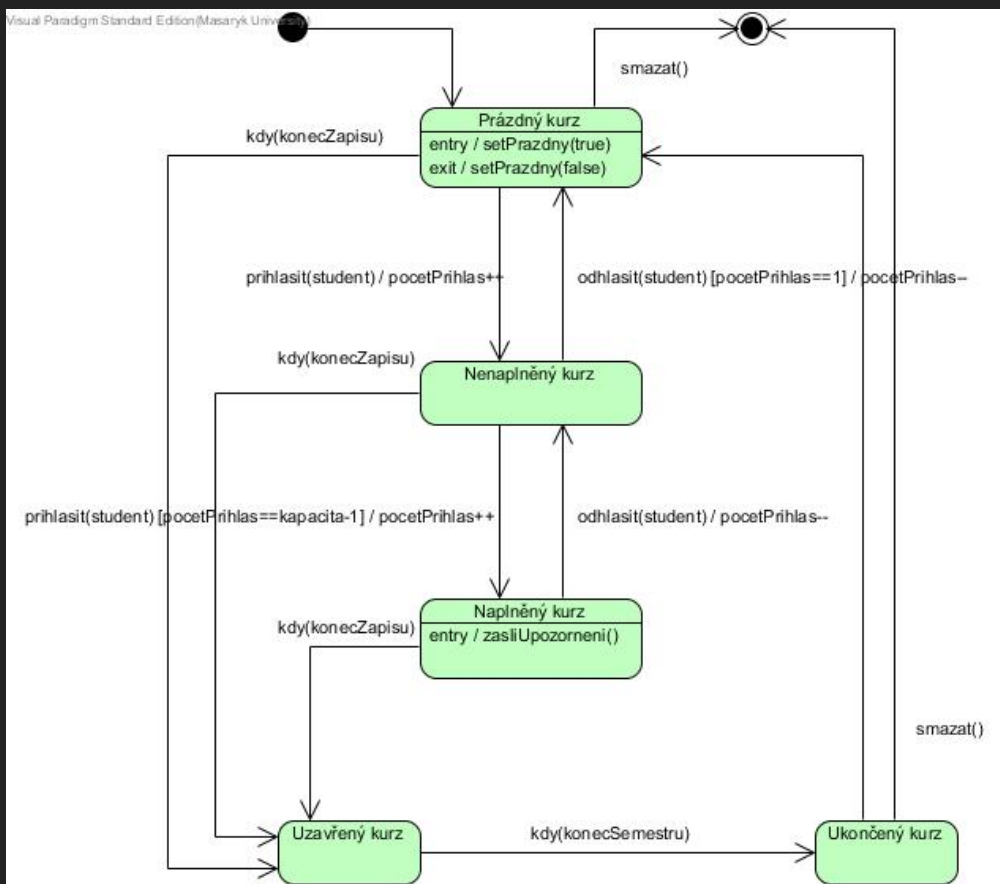 Visual Paradigm Standard Edition(Masaryk University)
smazat()
Prázdný kurz
kdy(konecZapisu)
entry / setPrazdny(true)
exit / setPrazdny(false)
prihlasit(student) / pocetPrihlas++
odhlasit(student) [pocetPrihlas==1] / pocetPrihlas--
kdy(konecZapisu)
Nenaplněný kurz
prihlasit(student) [pocetPrihlas==kapacita-1] / pocetPrihlas++
odhlasit(student) / pocetPrihlas--
Naplněný kurz
kdy(konecZapisu)
entry / zasliUpozorneni()
smazat()
Uzavřený kurz
kdy(konecSemestru)
Ukončený kurz